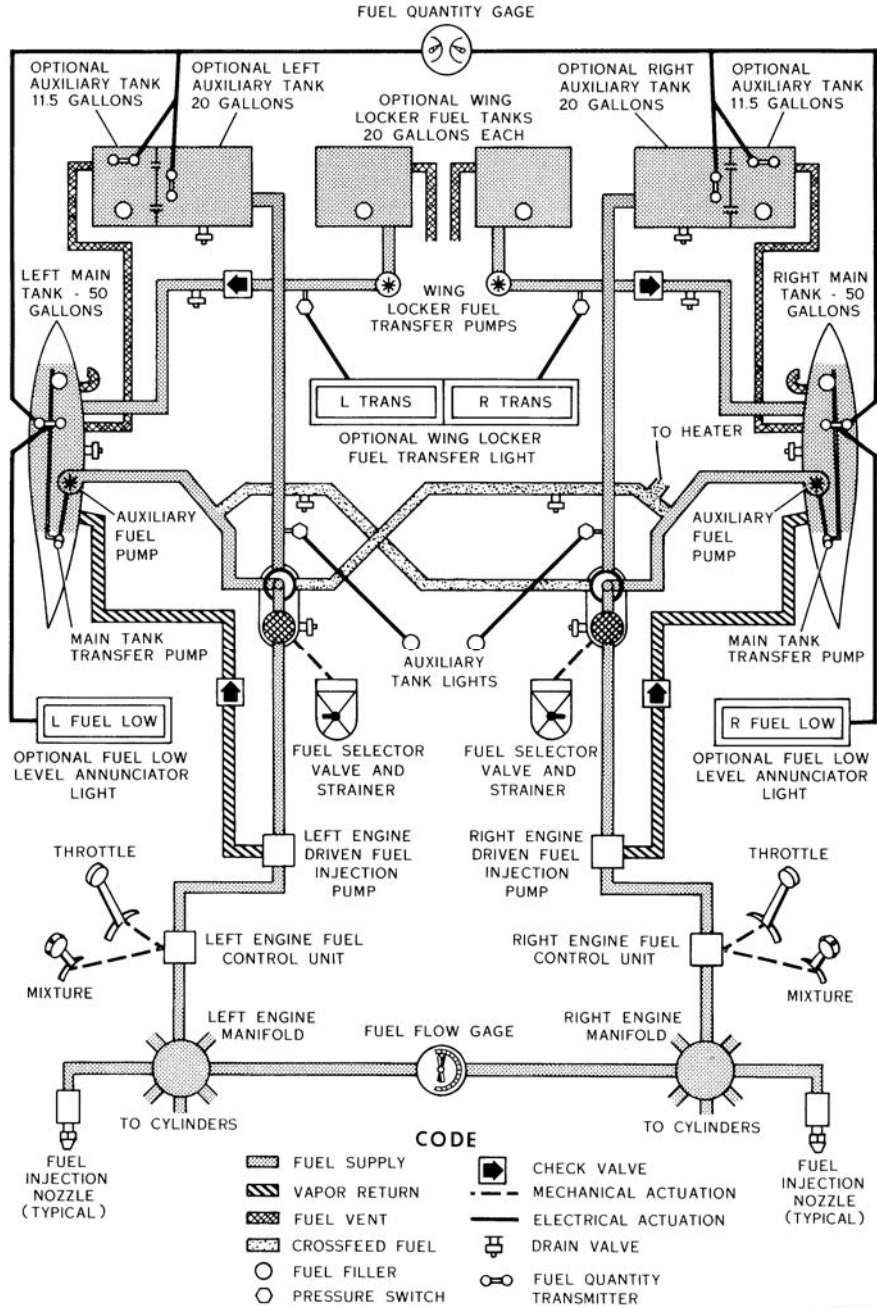 FUEL QUANTITY GAGE
OPTIONAL
AUXILIARY TANK
11.5 GALLONS
OPTIONAL LEFT
AUXILIARY TANK
20 GALLONS
OPTIONAL WING
LOCKER FUEL TANKS
20 GALLONS EACH
OPTIONAL RIGHT
AUXILIARY TANK
20 GALLONS
OPTIONAL
AUXILIARY TANK
11.5 GALLONS
LEFT MAIN
TANK - 50
GALLONS
WING
LOCKER FUEL
TRANSFER PUMPS
RIGHT MAIN
TANK - 50
GALLONS
L TRANS
R TRANS
OPTIONAL WING LOCKER
FUEL TRANSFER LIGHT
TO HEATER
AUXILIARY
FUEL
PUMP
AUXILIARY
FUEL
PUMP
MAIN TANK
TRANSFER PUMP
AUXILIARY
TANK LIGHTS
MAIN TANK
TRANSFER PUMP
L FUEL LOW
OPTIONAL FUEL LOW
LEVEL ANNUNCIATOR
LIGHT
FUEL SELECTOR
VALVE AND
STRAINER
FUEL SELECTOR
VALVE AND
STRAINER
R FUEL LOW
OPTIONAL FUEL LOW
LEVEL ANNUNCIATOR
LIGHT
THROTTLE
LEFT ENGINE
DRIVEN FUEL
INJECTION
PUMP
RIGHT ENGINE
DRIVEN FUEL
INJECTION
PUMP
THROTTLE
MIXTURE
LEFT ENGINE FUEL
CONTROL UNIT
RIGHT ENGINE FUEL
CONTROL UNIT
MIXTURE
LEFT ENGINE
MANIFOLD
FUEL FLOW GAGE
RIGHT ENGINE
MANIFOLD
TO CYLINDERS
TO CYLINDERS
FUEL
INJECTION
NOZZLE
(TYPICAL)
FUEL
INJECTION
NOZZLE
(TYPICAL)
CODE
FUEL SUPPLY
VAPOR RETURN
FUEL VENT
CROSSFEED FUEL
FUEL FILLER
PRESSURE SWITCH
CHECK VALVE
MECHANICAL ACTUATION
ELECTRICAL ACTUATION
DRAIN VALVE
FUEL QUANTITY
TRANSMITTER